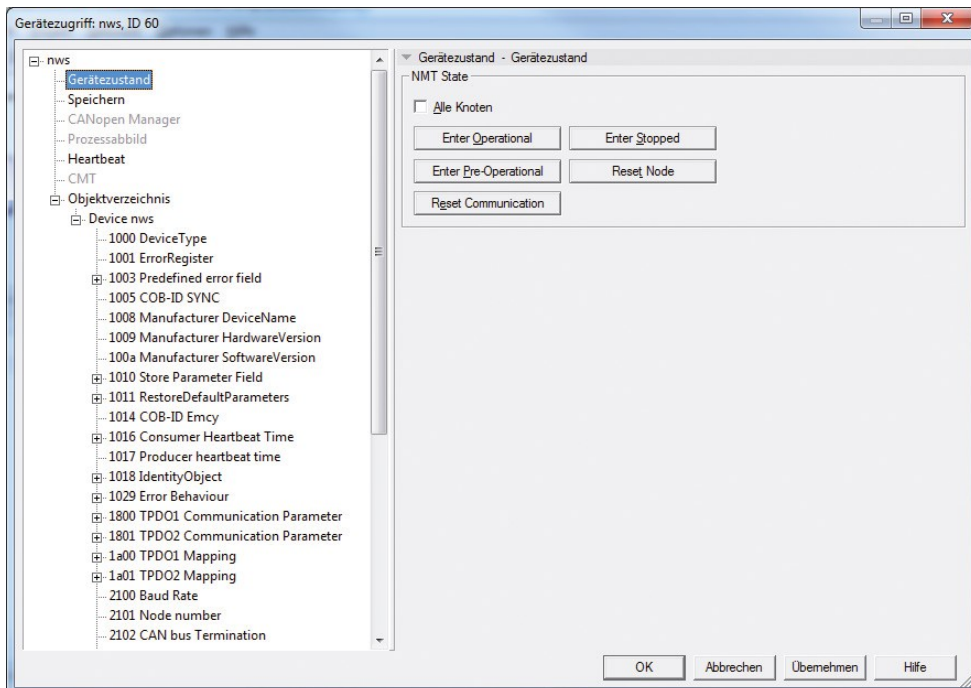 Gerätezugriff: nws, ID 60
nws
Gerätezustand
Speichern
CANopen Manager
Prozessabbild
Heartbeat
CMT
Objektverzeichnis
Device nws
1000 DeviceType
1001 ErrorRegister
1003 Predefined error field
1005 COB-ID SYNC
1008 Manufacturer DeviceName
1009 Manufacturer HardwareVersion
100a Manufacturer SoftwareVersion
1010 Store Parameter Field
1011 RestoreDefaultParameters
1014 COB-ID Emcy
1016 Consumer Heartbeat Time
1017 Producer heartbeat time
1018 IdentityObject
1029 Error Behaviour
1800 TPDO1 Communication Parameter
1801 TPDO2 Communication Parameter
1a00 TPDO1 Mapping
1a01 TPDO2 Mapping
2100 Baud Rate
2101 Node number
2102 CAN bus Termination
Gerätezustand - Gerätezustand
NMT State
Alle Knoten
Enter Operational Enter Stopped
Enter Pre-Operational Reset Node
Reset Communication
OK Abbrechen Übernehmen Hilfe